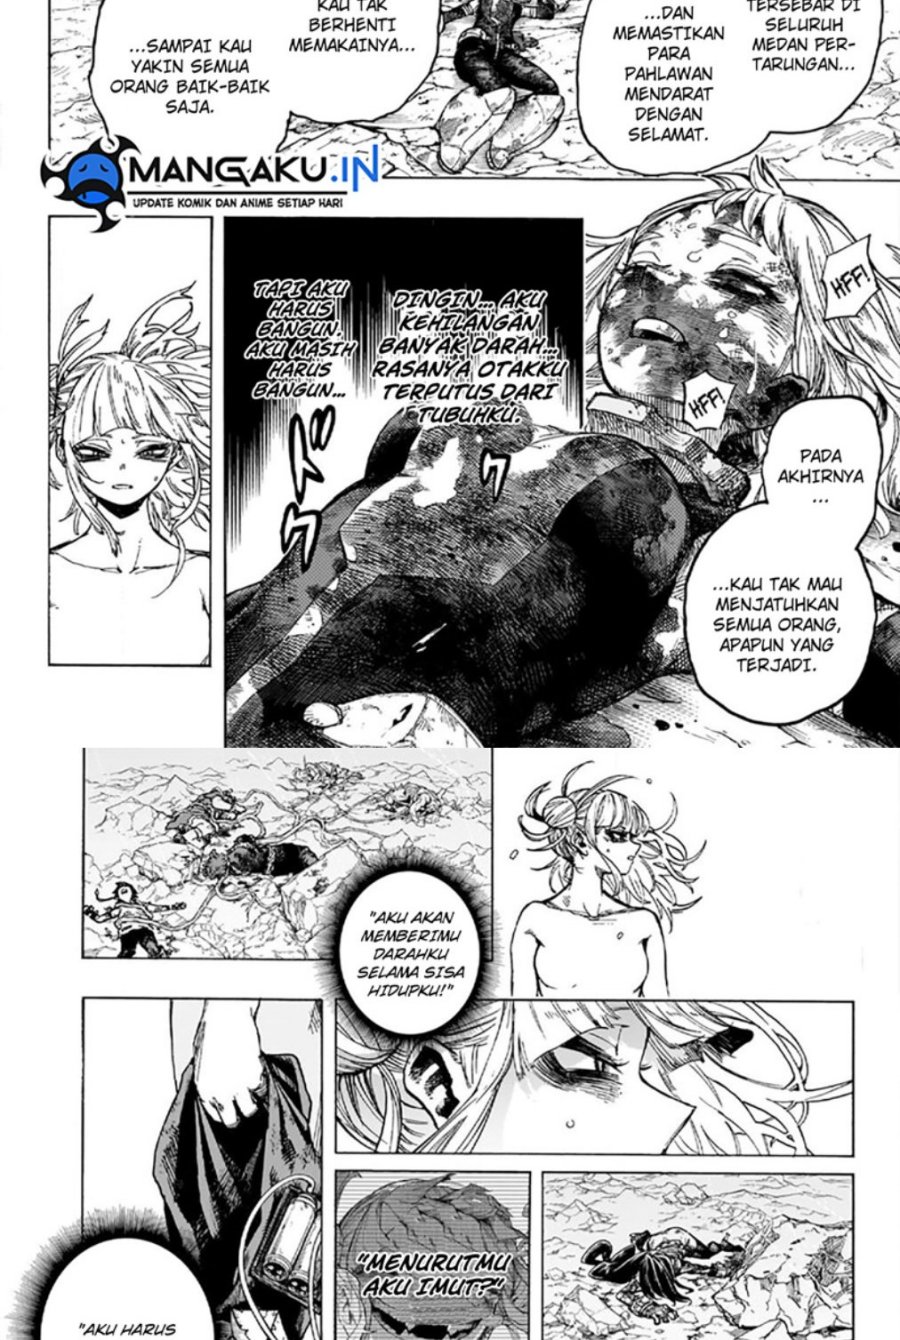 TERSEBAR DI
SELURUH
MEDAN PER-
TARUNGAN...
...DAN
MEMASTIKAN
PARA
PAHLAWAN
MENDARAT
DENGAN
SELAMAT.
KAU TAK
BERHENTI
MEMAKAINYA...
...SAMPAI KAU
YAKIN SEMUA
ORANG BAIK-BAIK
SAJA.
MANGAKU.IN
UPDATE KOMIK DAN ANIME SETIAP HARI
HFF!
HFF!
DINGIN... AKU
KEHILANGAN
BANYAK DARAH...
RASANYA OTAKKU
TERPUTUS DARI
TUBUHKU.
TAPI AKU
HARUS
BANGUN.
AKU MASIH
HARUS
BANGUN...
ドクン
ク
PADA
AKHIRNYA
...
...KAU TAK MAU
MENJATUHKAN
SEMUA ORANG,
APAPUN YANG
TERJADI.
"AKU AKAN
MEMBERIMU
DARAHKU
SELAMA SISA
HIDUPKU!"
"MENURUTMU
AKU IMUT?"
"AKU HARUS